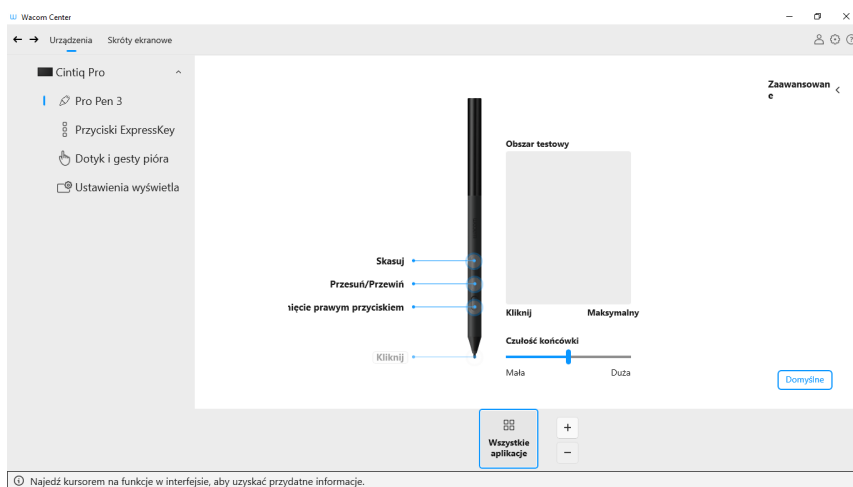 Wacom Center
Urządzenia Skróty ekranowe
Cintiq Pro
Pro Pen 3
Przyciski ExpressKey
Dotyk i gesty pióra
Ustawienia wyświetla
Zaawansowan
e
Obszar testowy
Skasuj
Przesuń/Przewiń
nięcie prawym przyciskiem
Kliknij Maksymalny
Czułość końcówki
Kliknij
Mała Duża
Domyślne
Wszystkie
aplikacje
+
−
Najedź kursorem na funkcje w interfejsie, aby uzyskać przydatne informacje.